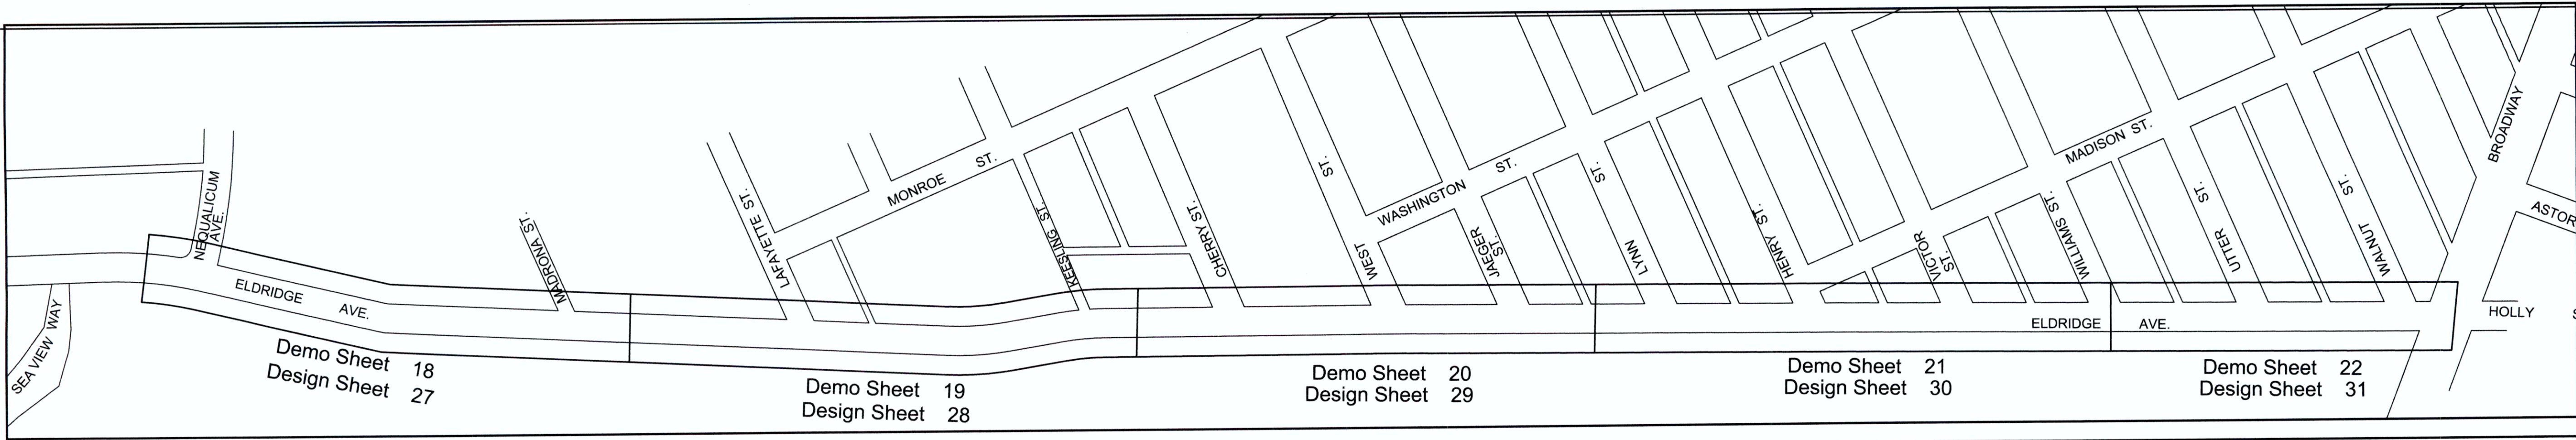 NEQUALICUM
AVE.
SEA VIEW WAY
ELDRIDGE
AVE.
MADRONA ST.
LAFAYETTE ST.
MONROE
ST.
KEESLING ST.
CHERRY ST.
ST.
WEST
WASHINGTON
ST.
JAEGER
ST.
ST.
LYNN
HENRY ST.
VICTOR
ST.
WILLIAMS ST.
MADISON ST.
ST.
UTTER
ST.
WALNUT
BROADWAY
ASTOR
HOLLY
S
ELDRIDGE
AVE.
Demo Sheet 18
Design Sheet 27
Demo Sheet 19
Design Sheet 28
Demo Sheet 20
Design Sheet 29
Demo Sheet 21
Design Sheet 30
Demo Sheet 22
Design Sheet 31